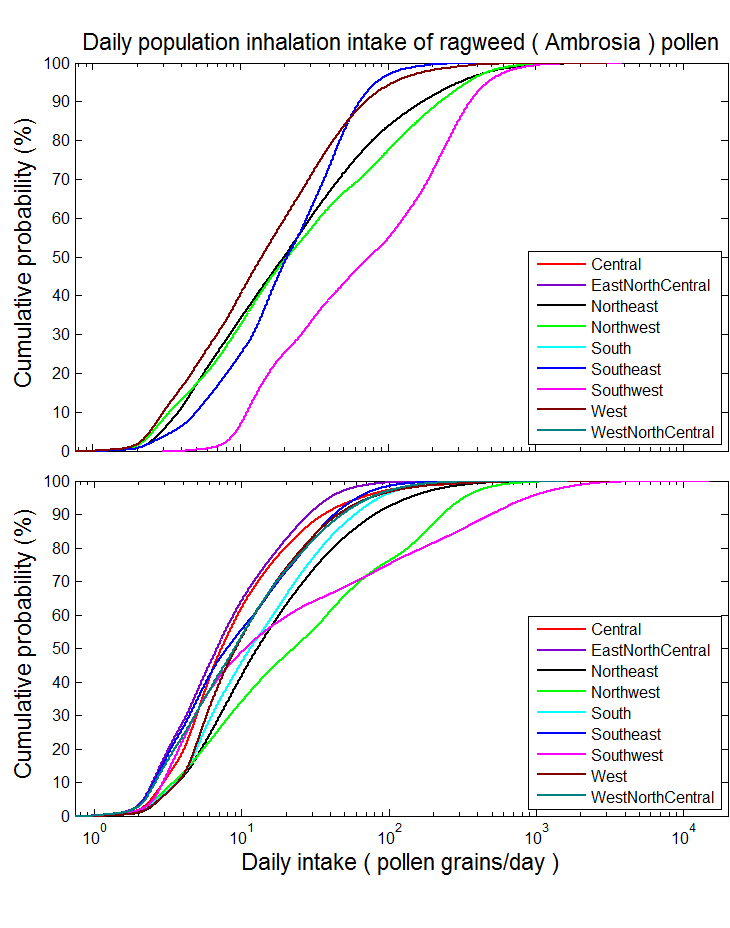 Daily population inhalation intake of ragweed ( Ambrosia ) pollen
Cumulative probability (%)
100
90
80
70
60
50
40
30
20
10
0
Central
EastNorthCentral
Northeast
Northwest
South
Southeast
Southwest
West
WestNorthCentral
Cumulative probability (%)
100
90
80
70
60
50
40
30
20
10
0
Central
EastNorthCentral
Northeast
Northwest
South
Southeast
Southwest
West
WestNorthCentral
10^0 10^1 10^2 10^3 10^4
Daily intake ( pollen grains/day )